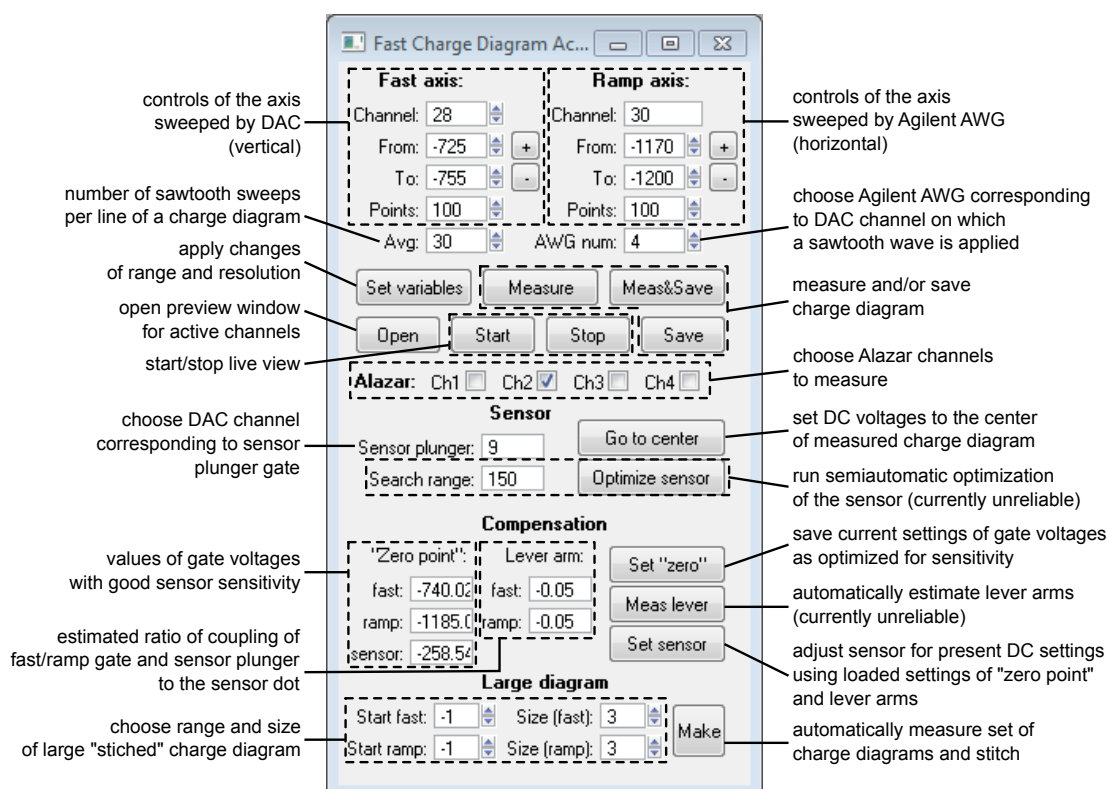 Fast Charge Diagram Ac...
Fast axis:
Ramp axis:
Channel: 28
Channel: 30
From: -725 +
From: -1170 +
To: -755 -
To: -1200 -
Points: 100
Points: 100
Avg: 30
AWG num: 4
Set variables
Measure
Meas&Save
Open
Start
Stop
Save
Alazar: Ch1 Ch2 Ch3 Ch4
Sensor
Sensor plunger: 9
Go to center
Search range: 150
Optimize sensor
Compensation
"Zero point":
Lever arm:
Set "zero"
fast: -740.02
fast: -0.05
Meas lever
ramp: -1185.0
ramp: -0.05
Set sensor
sensor: -258.54
Large diagram
Start fast: -1
Size (fast): 3
Make
Start ramp: -1
Size (ramp): 3
controls of the axis
sweeped by DAC
(vertical)
number of sawtooth sweeps
per line of a charge diagram
apply changes
of range and resolution
open preview window
for active channels
start/stop live view
choose DAC channel
corresponding to sensor
plunger gate
values of gate voltages
with good sensor sensitivity
estimated ratio of coupling of
fast/ramp gate and sensor plunger
to the sensor dot
choose range and size
of large "stiched" charge diagram
controls of the axis
sweeped by Agilent AWG
(horizontal)
choose Agilent AWG corresponding
to DAC channel on which
a sawtooth wave is applied
measure and/or save
charge diagram
choose Alazar channels
to measure
set DC voltages to the center
of measured charge diagram
run semiautomatic optimization
of the sensor (currently unreliable)
save current settings of gate voltages
as optimized for sensitivity
automatically estimate lever arms
(currently unreliable)
adjust sensor for present DC settings
using loaded settings of "zero point"
and lever arms
automatically measure set of
charge diagrams and stitch